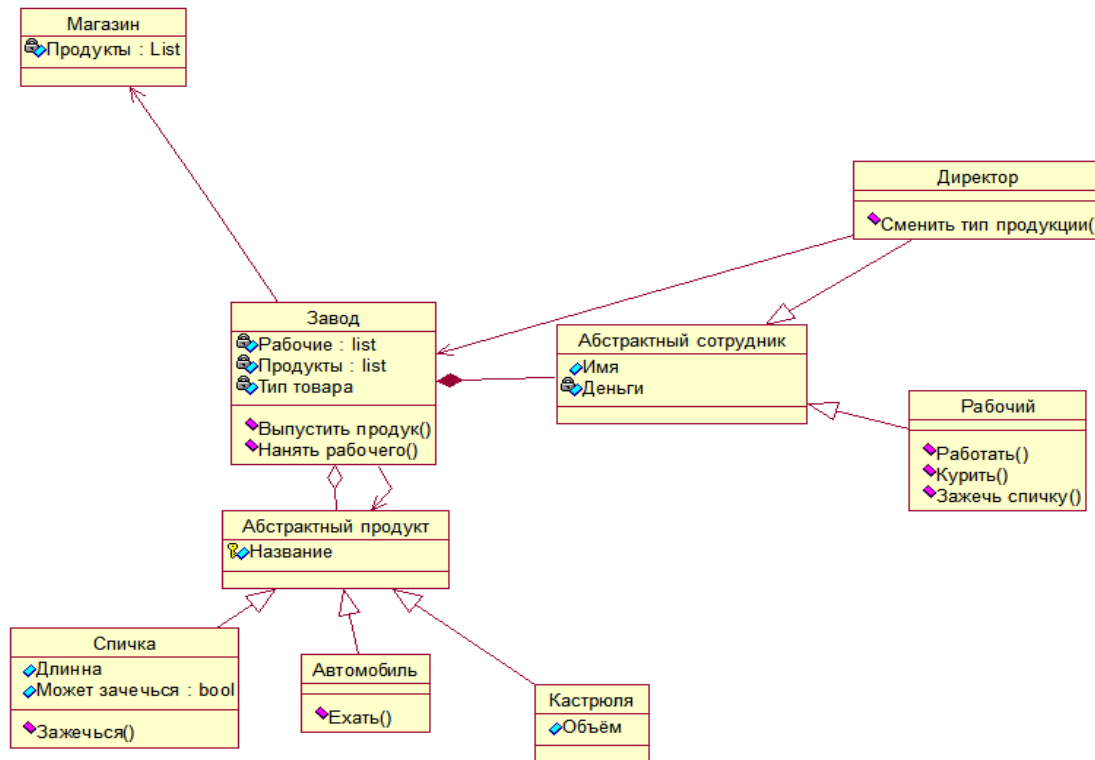 Магазин
Продукты : List
Директор
Сменить тип продукции(
Завод
Рабочие : list
Продукты : list
Тип товара
Выпустить продук()
Нанять рабочего()
Абстрактный сотрудник
Имя
Деньги
Рабочий
Работать()
Курить()
Зажечь спичку()
Абстрактный продукт
Название
Спичка
Длинна
Может зачечься : bool
Зажечься()
Автомобиль
Ехать()
Кастрюля
Объём